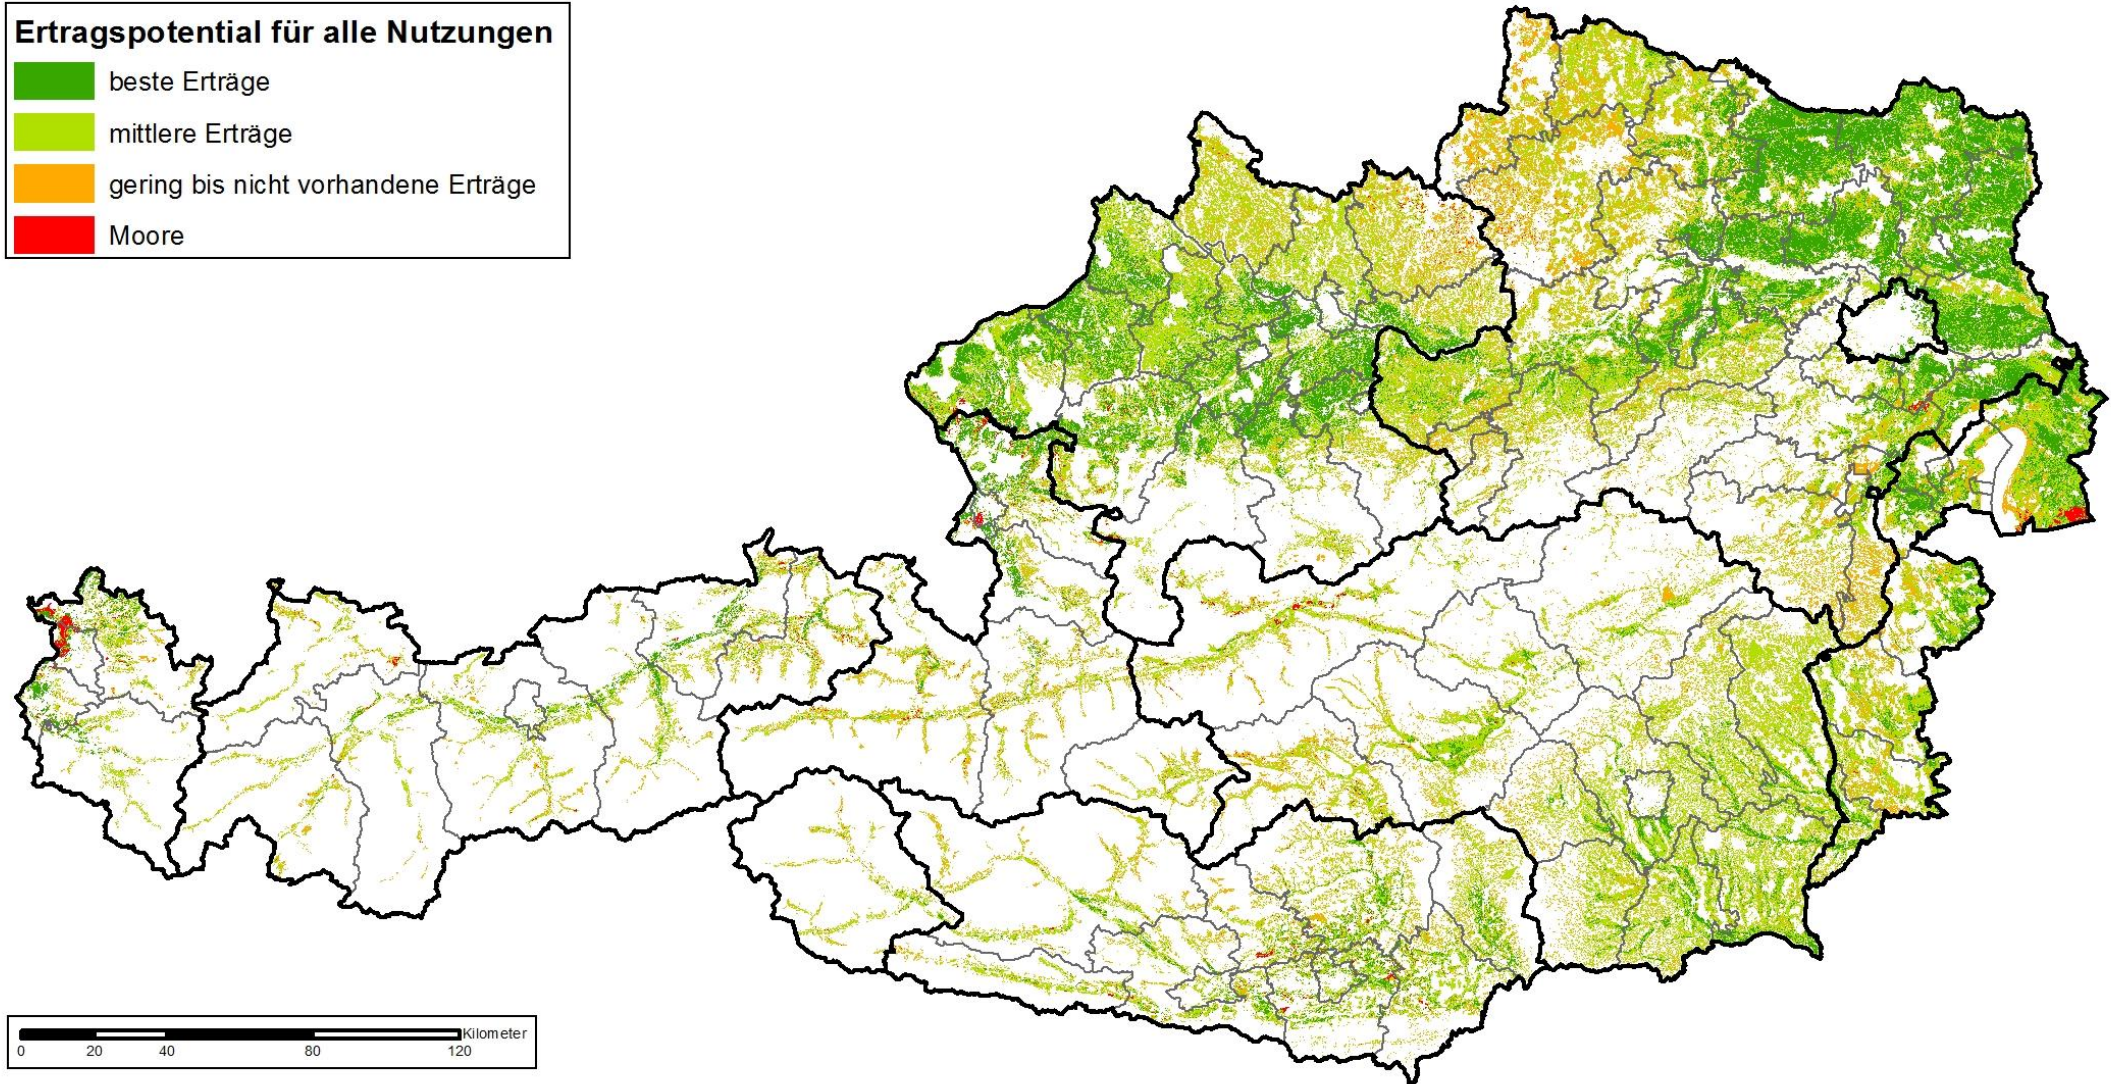 Ertragspotential für alle Nutzungen
beste Erträge
mittlere Erträge
gering bis nicht vorhandene Erträge
Moore
Kilometer
0 20 40 80 120